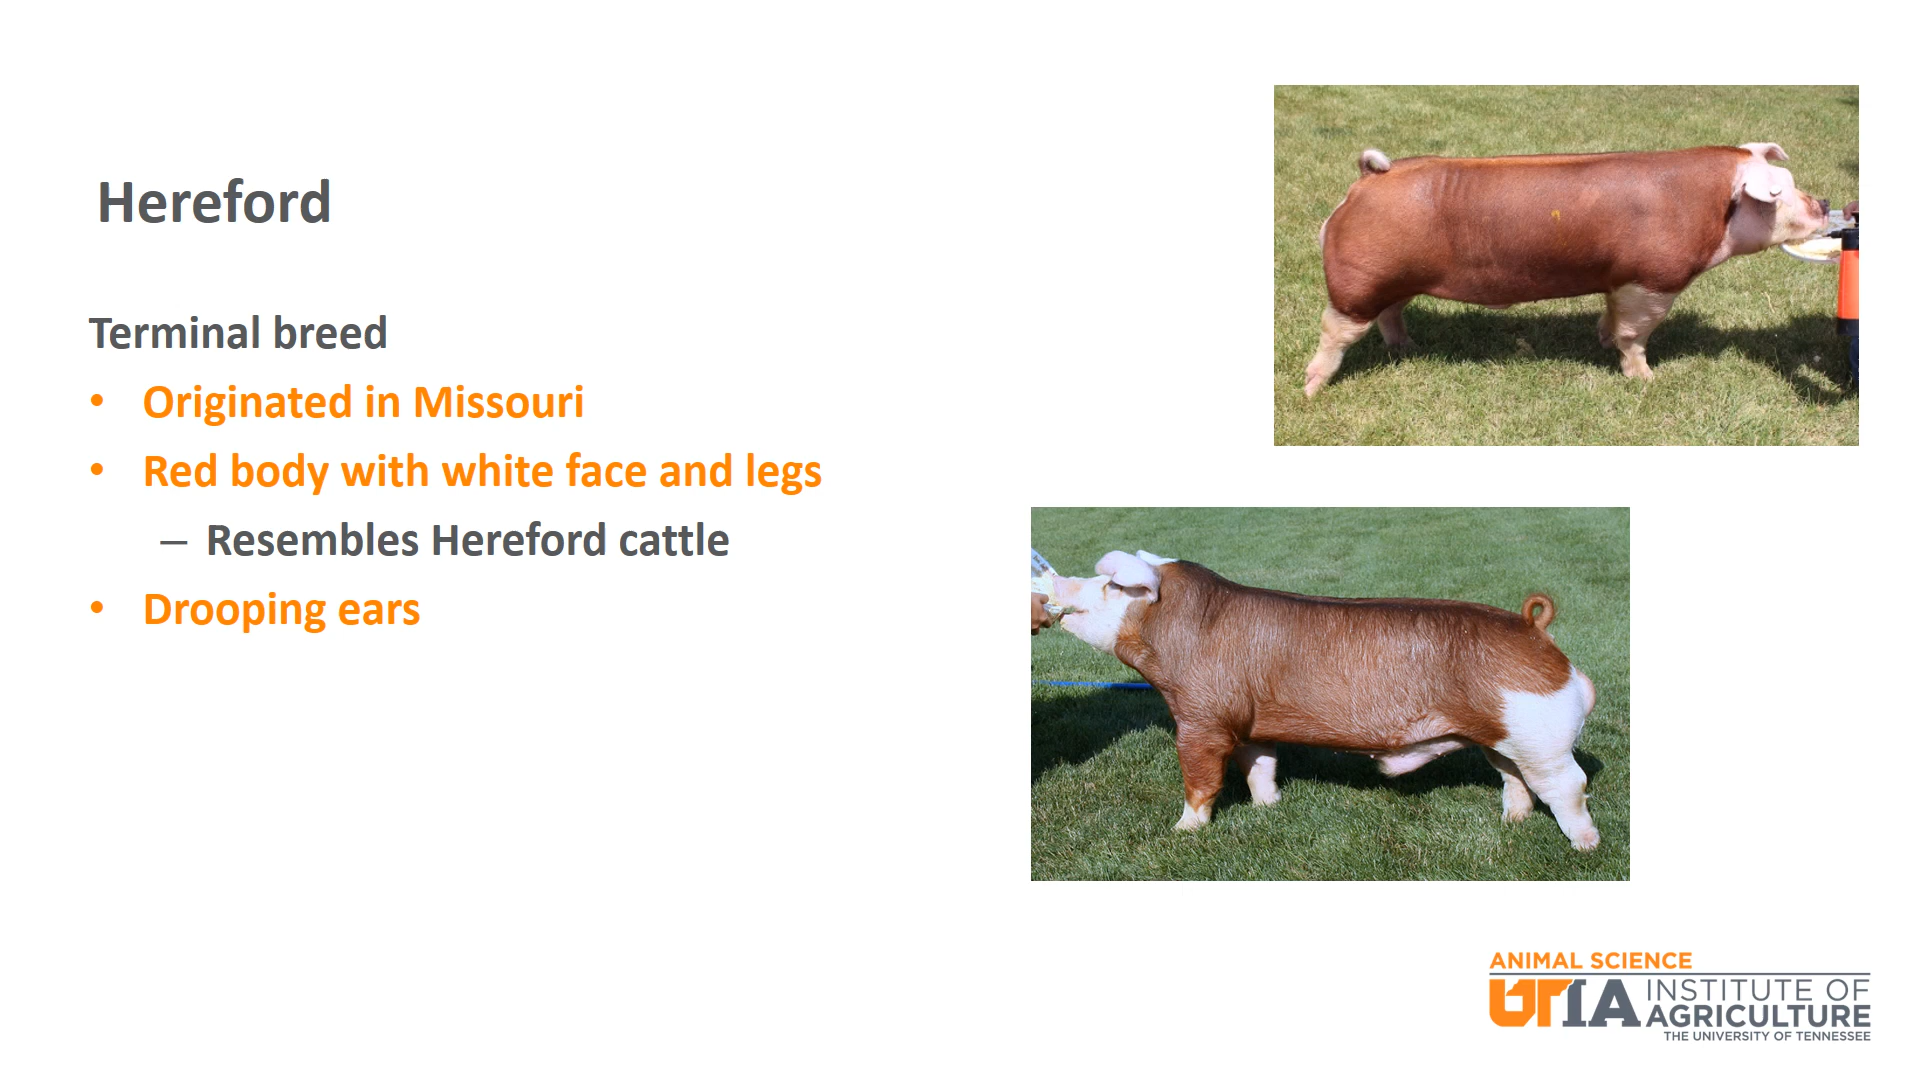 Hereford
Terminal breed
• Originated in Missouri
• Red body with white face and legs
– Resembles Hereford cattle
• Drooping ears
ANIMAL SCIENCE
UTIA INSTITUTE OF
AGRICULTURE
THE UNIVERSITY OF TENNESSEE